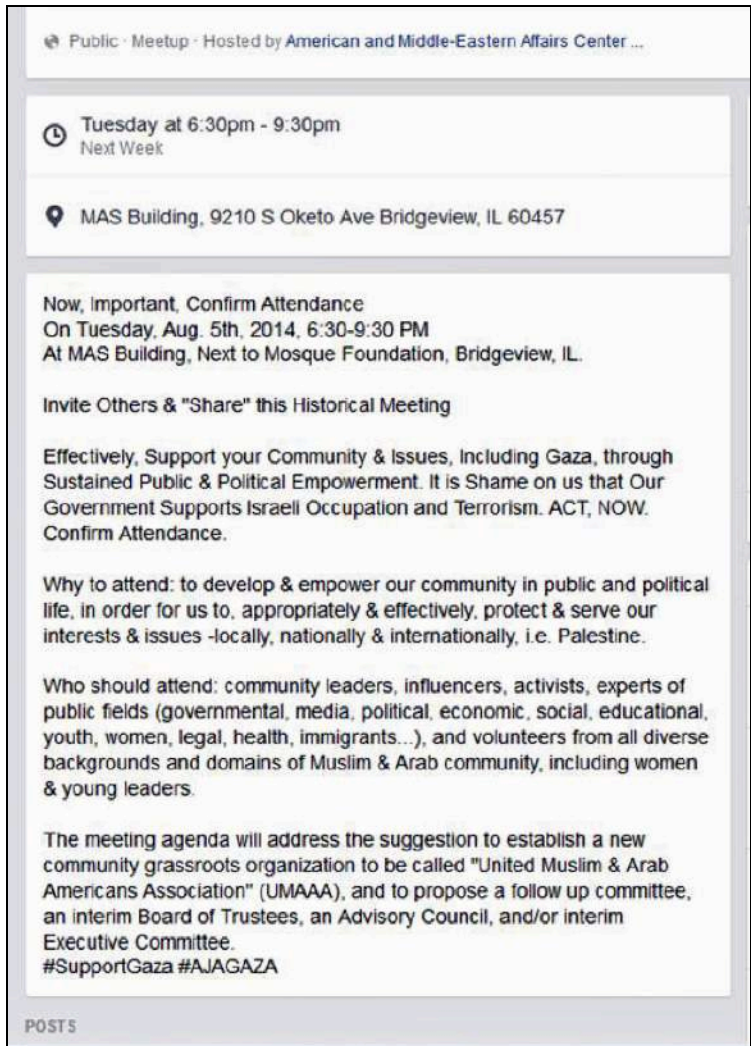 Public · Meetup · Hosted by American and Middle-Eastern Affairs Center ...
Tuesday at 6:30pm - 9:30pm
Next Week
MAS Building, 9210 S Oketo Ave Bridgeview, IL 60457
Now, Important, Confirm Attendance
On Tuesday, Aug. 5th, 2014, 6:30-9:30 PM
At MAS Building, Next to Mosque Foundation, Bridgeview, IL.
Invite Others & "Share" this Historical Meeting
Effectively, Support your Community & Issues, Including Gaza, through
Sustained Public & Political Empowerment. It is Shame on us that Our
Government Supports Israeli Occupation and Terrorism. ACT, NOW.
Confirm Attendance.
Why to attend: to develop & empower our community in public and political
life, in order for us to, appropriately & effectively, protect & serve our
interests & issues -locally, nationally & internationally, i.e. Palestine.
Who should attend: community leaders, influencers, activists, experts of
public fields (governmental, media, political, economic, social, educational,
youth, women, legal, health, immigrants...), and volunteers from all diverse
backgrounds and domains of Muslim & Arab community, including women
& young leaders.
The meeting agenda will address the suggestion to establish a new
community grassroots organization to be called "United Muslim & Arab
Americans Association" (UMAAA), and to propose a follow up committee,
an interim Board of Trustees, an Advisory Council, and/or interim
Executive Committee.
#SupportGaza #AJAGAZA
POSTS